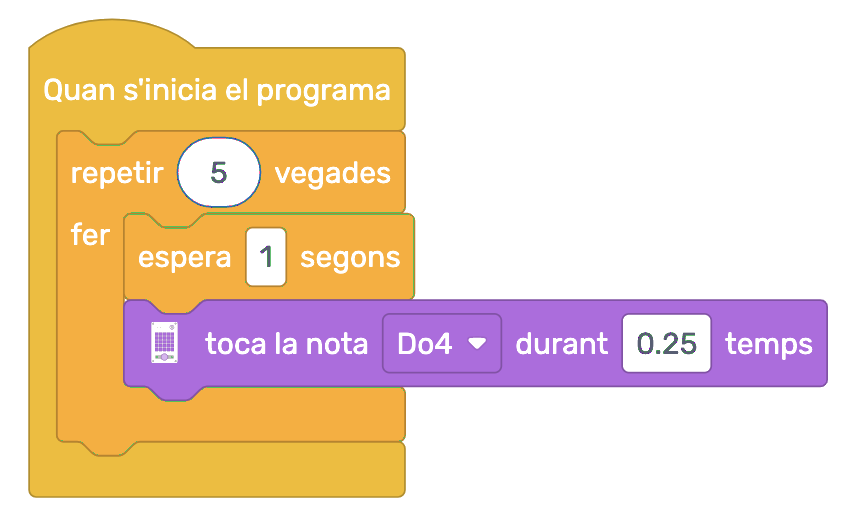 Quan s'inicia el programa
repetir 5 vegades
fer
espera 1 segons
toca la nota Do4 durant 0.25 temps